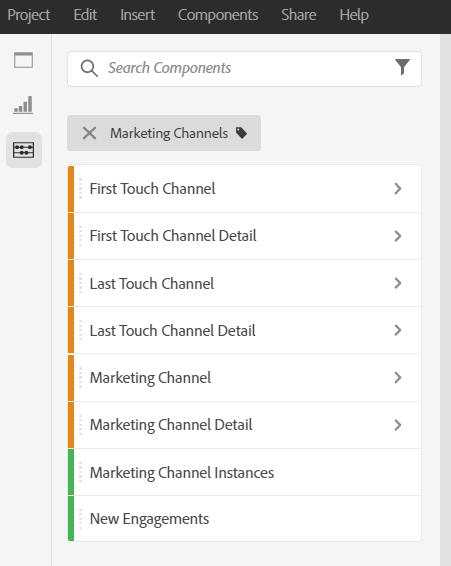 Project Edit Insert Components Share Help
Search Components
Marketing Channels
First Touch Channel
First Touch Channel Detail
Last Touch Channel
Last Touch Channel Detail
Marketing Channel
Marketing Channel Detail
Marketing Channel Instances
New Engagements